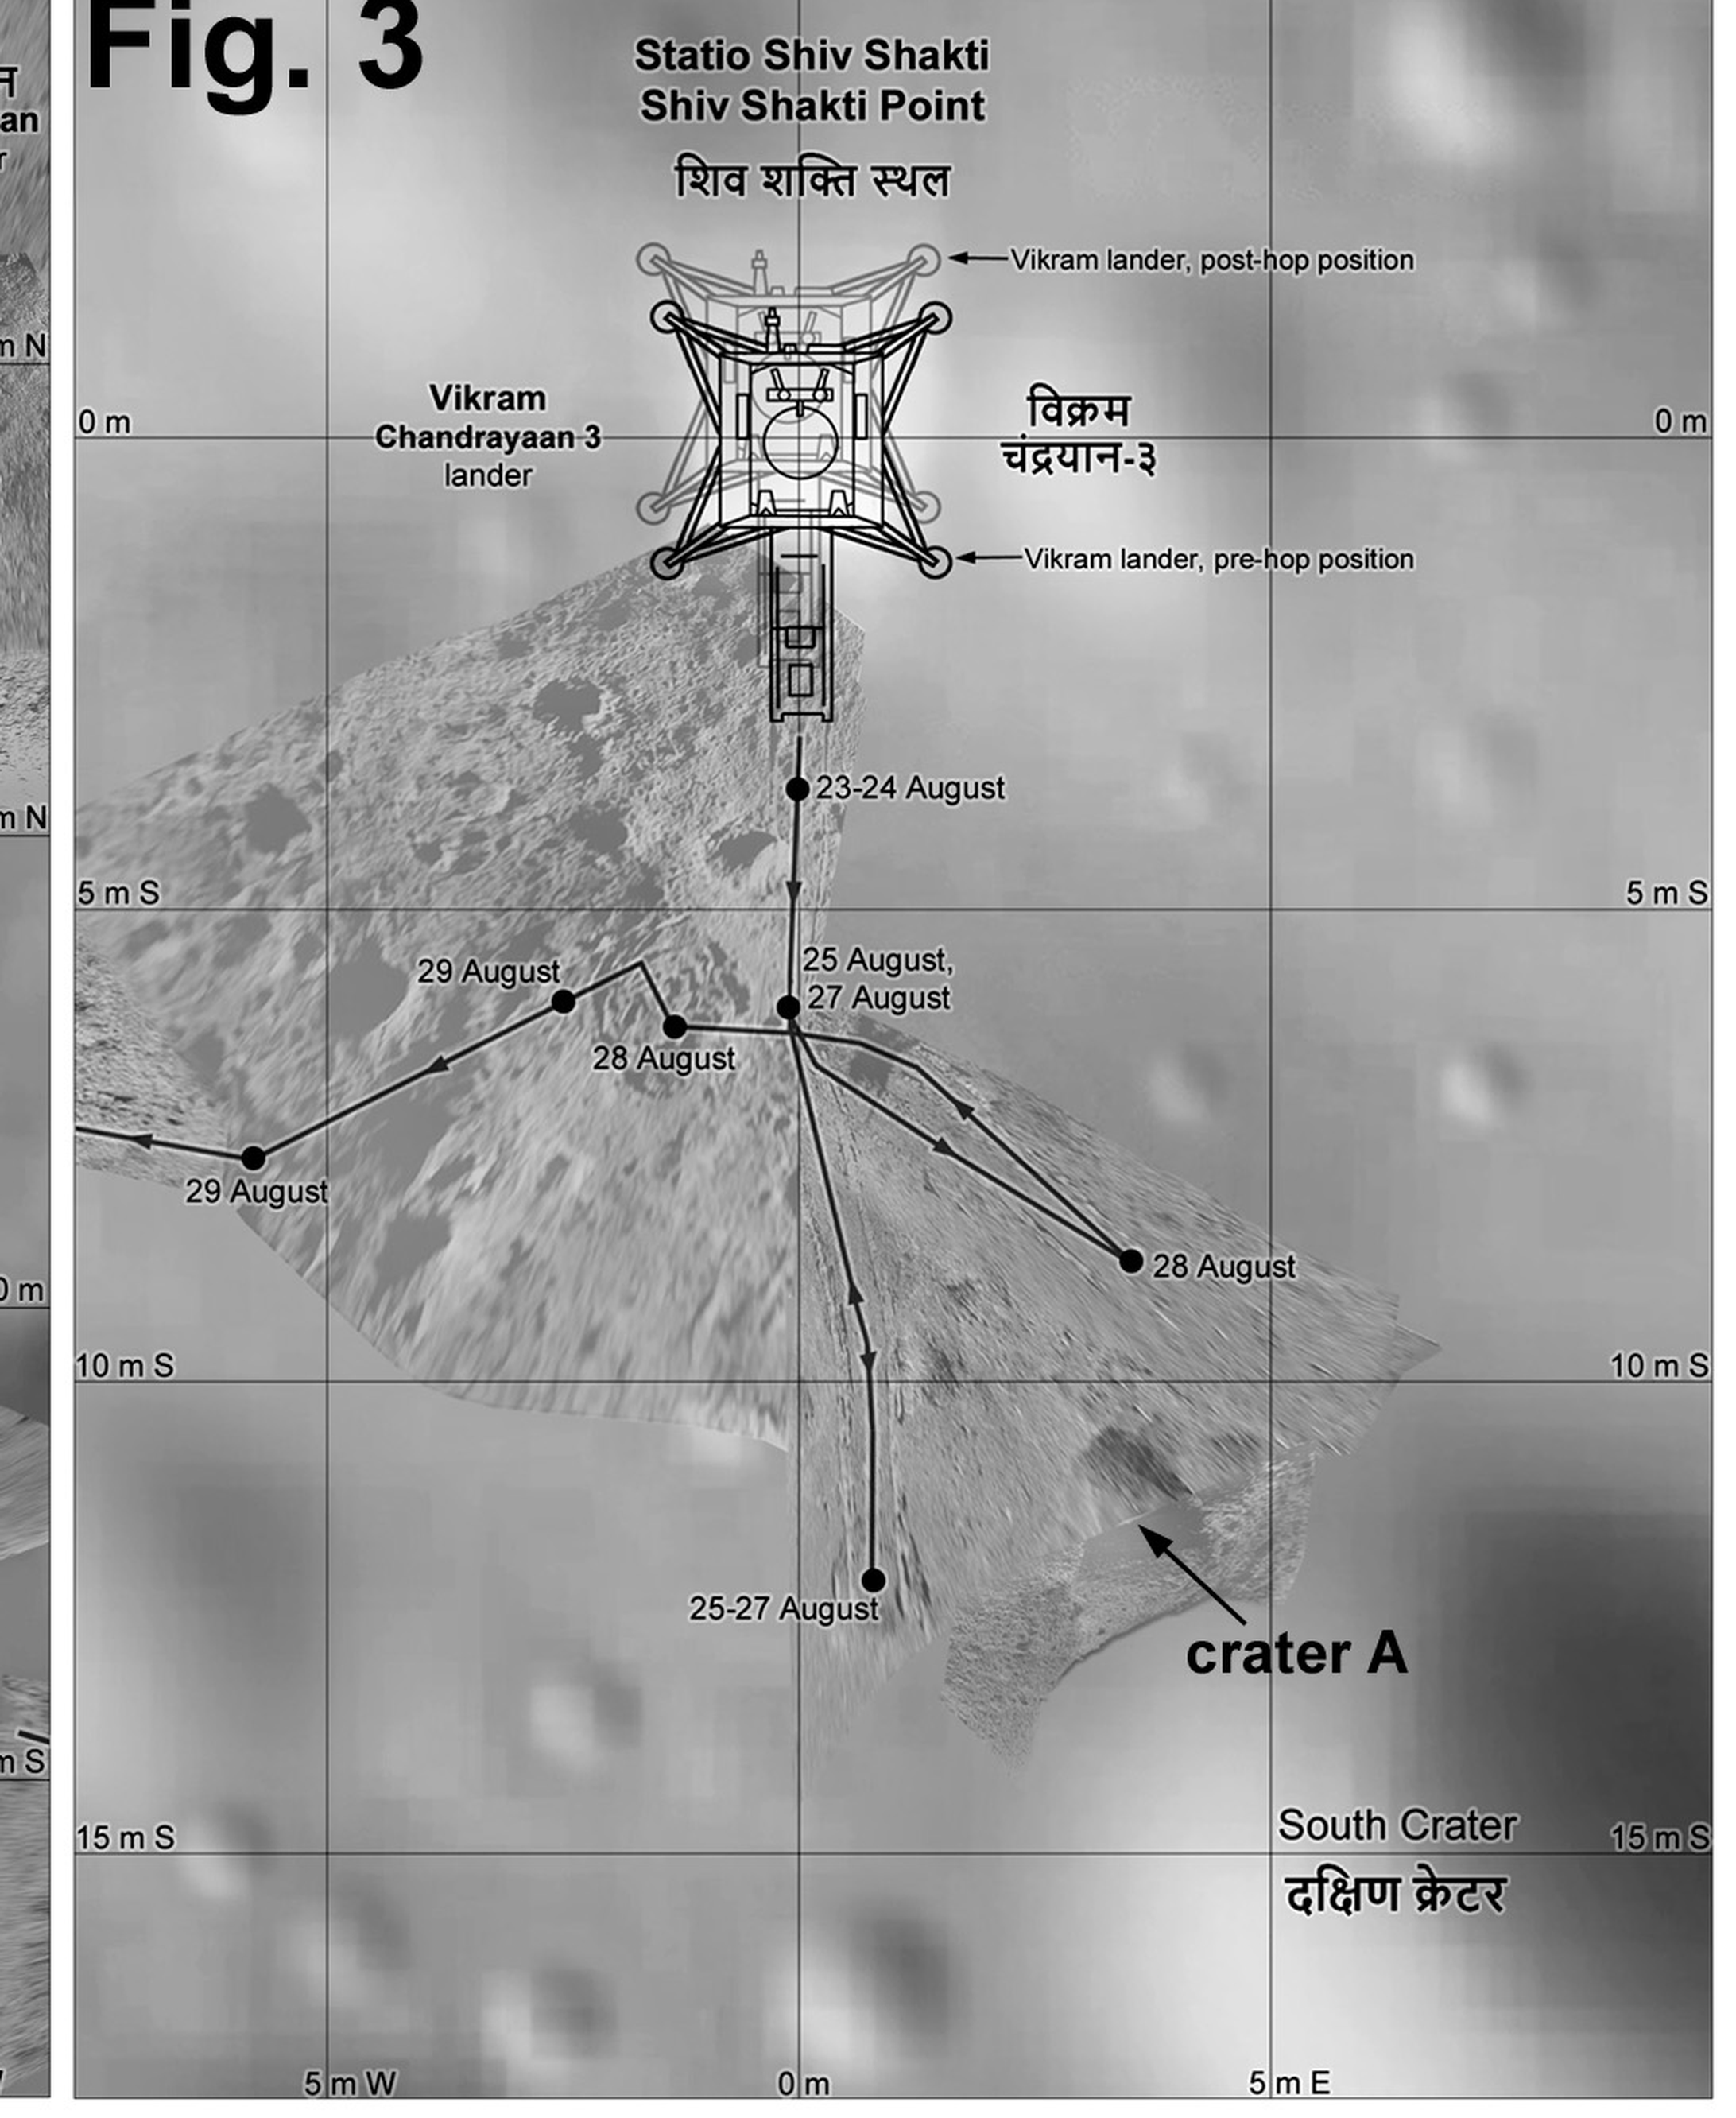 Fig. 3
Statio Shiv Shakti
Shiv Shakti Point
शिव शक्ति स्थल
Vikram lander, post-hop position
Vikram
Chandrayaan 3
lander
विक्रम
चंद्रयान-३
0 m
0 m
Vikram lander, pre-hop position
23-24 August
5 m S
5 m S
25 August,
27 August
29 August
28 August
29 August
28 August
10 m S
10 m S
25-27 August
crater A
South Crater
दक्षिण क्रेटर
15 m S
15 m S
5 m W
0 m
5 m E
an
m N
m N
0 m
m S